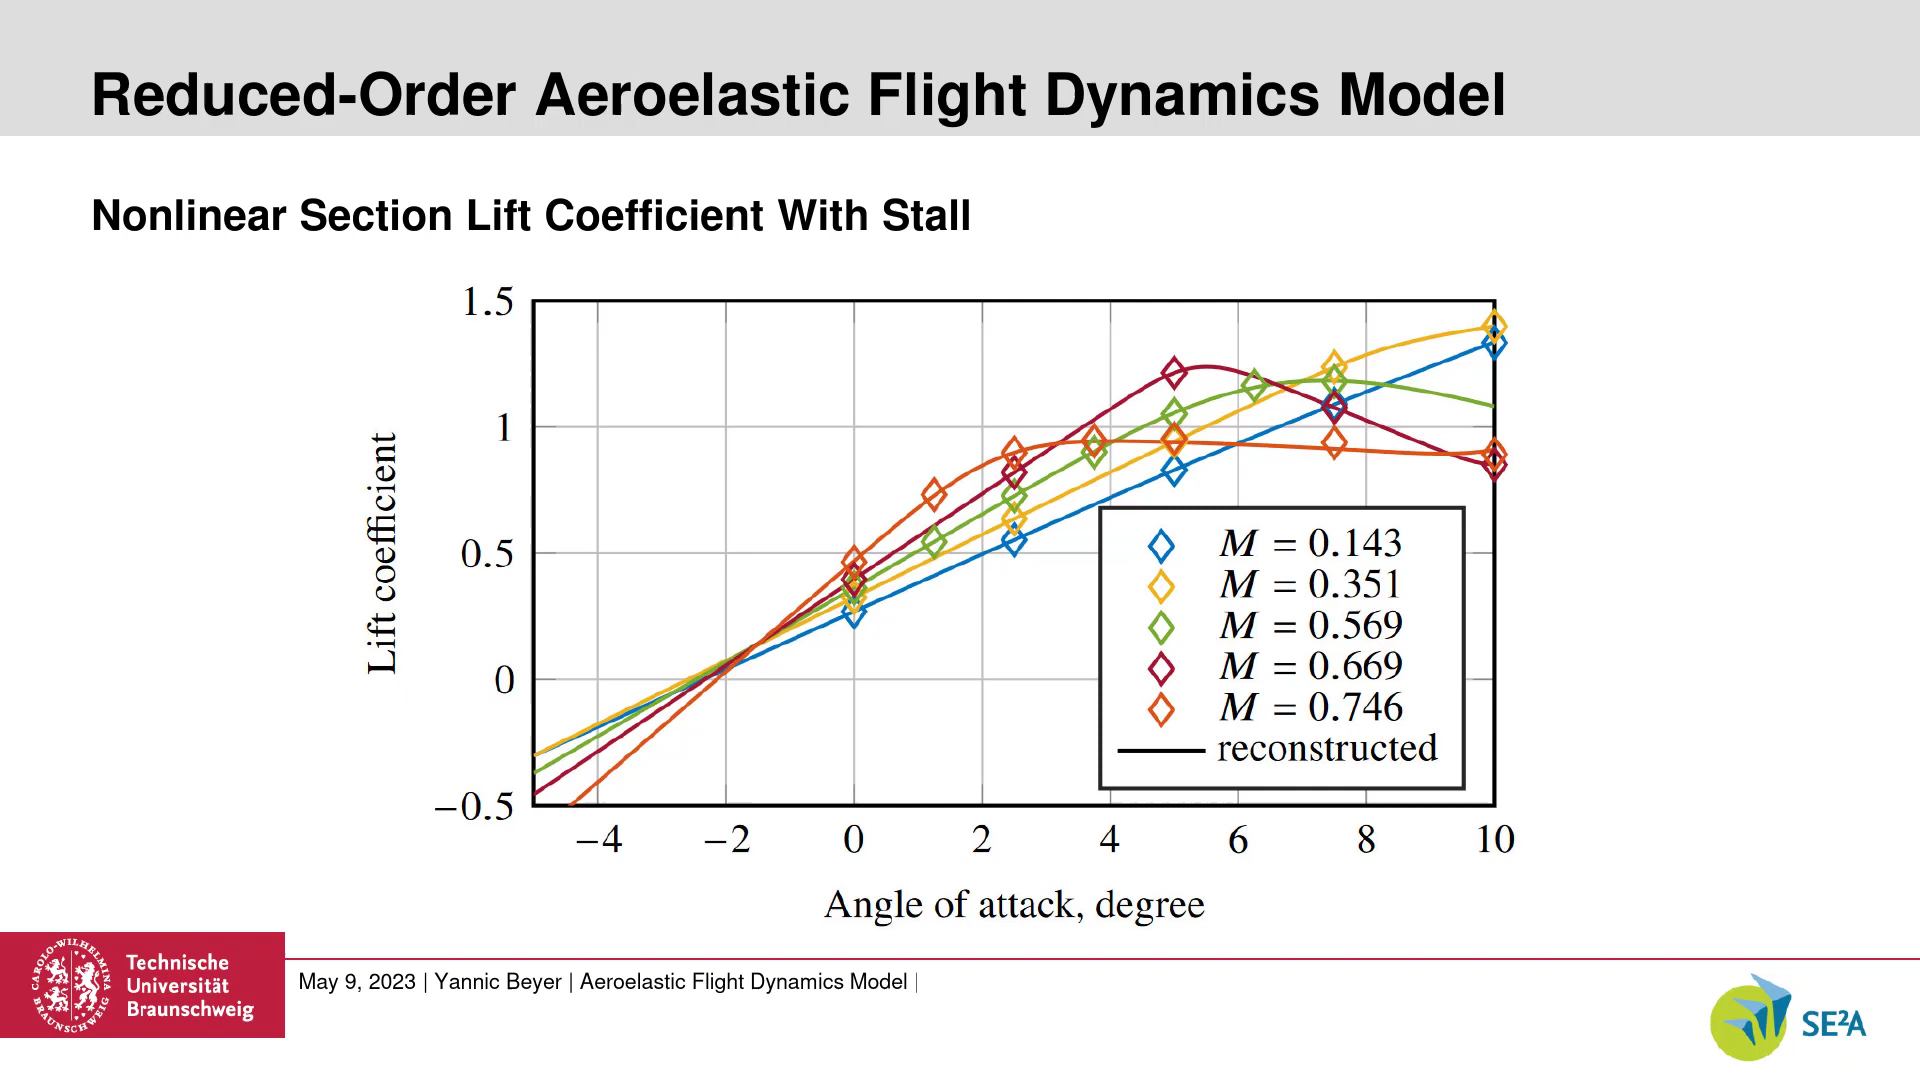 Reduced-Order Aeroelastic Flight Dynamics Model
Nonlinear Section Lift Coefficient With Stall
1.5
1
0.5
0
−0.5
Lift coefficient
−4 −2 0 2 4 6 8 10
Angle of attack, degree
M = 0.143
M = 0.351
M = 0.569
M = 0.669
M = 0.746
reconstructed
CAROLO-WILHELMINA
BRAUNSCHWEIG
Technische
Universität
Braunschweig
May 9, 2023 | Yannic Beyer | Aeroelastic Flight Dynamics Model |
SE²A